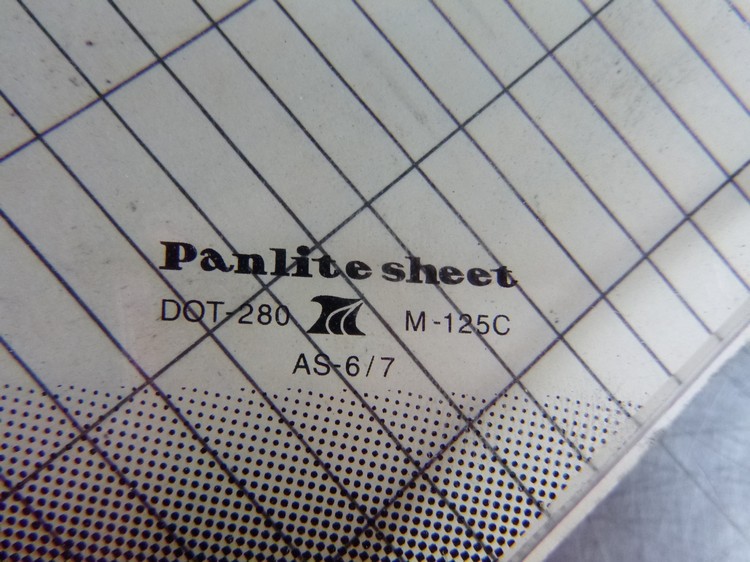 Panlite sheet
DOT-280 M-125C
AS-6/7